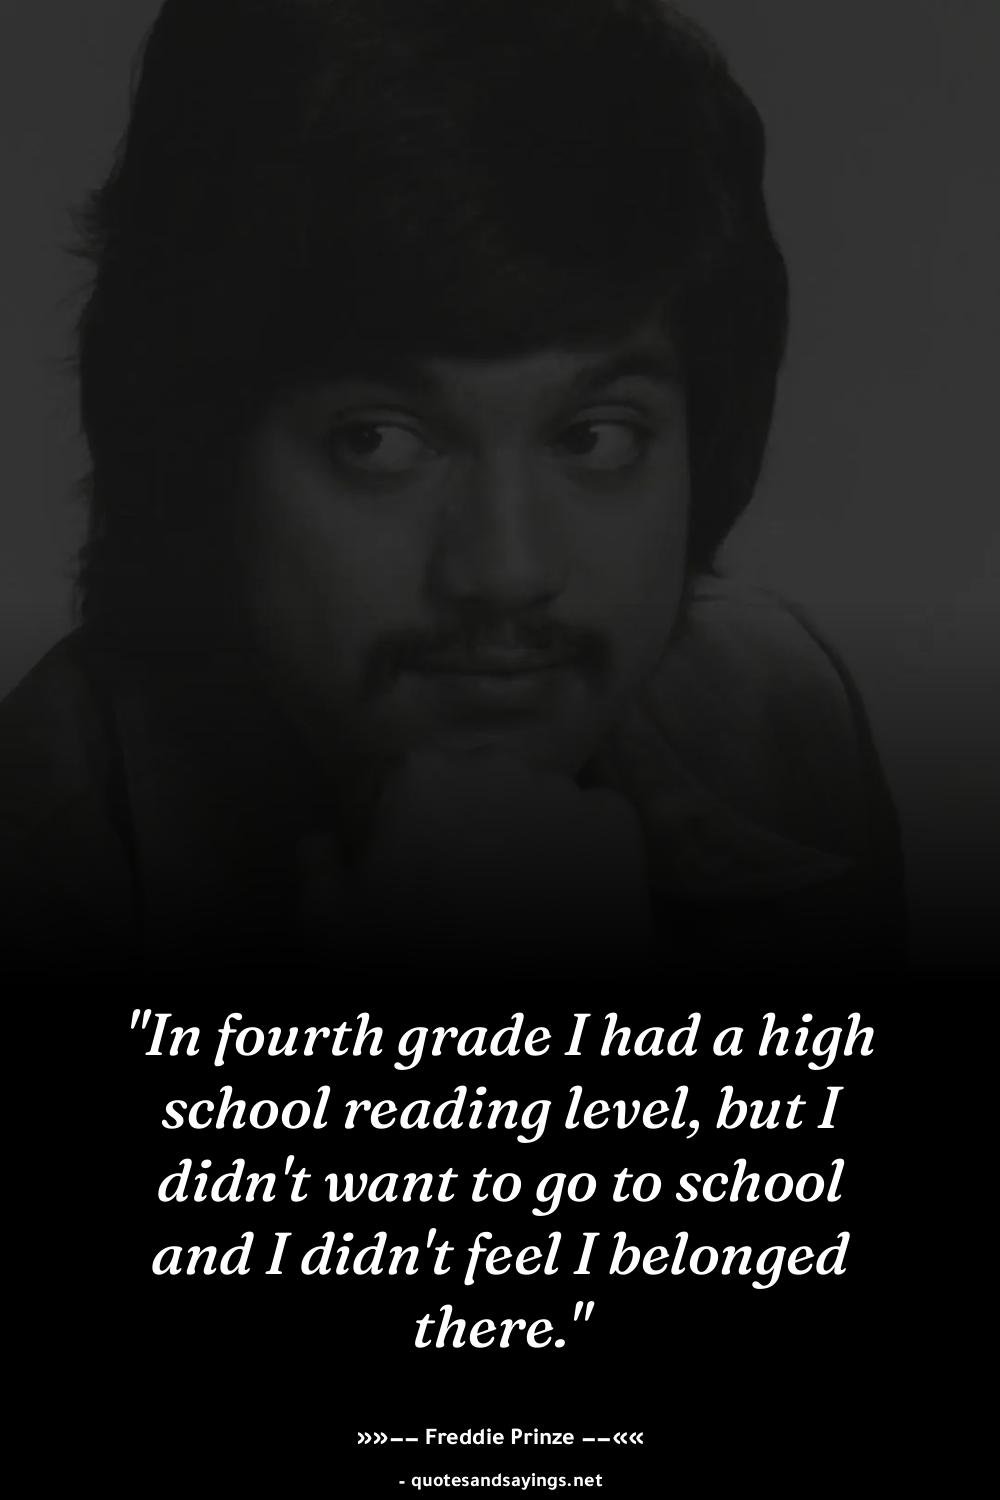 "In fourth grade I had a high
school reading level, but I
didn't want to go to school
and I didn't feel I belonged
there."
»»−− Freddie Prinze −−««
- quotesandsayings.net